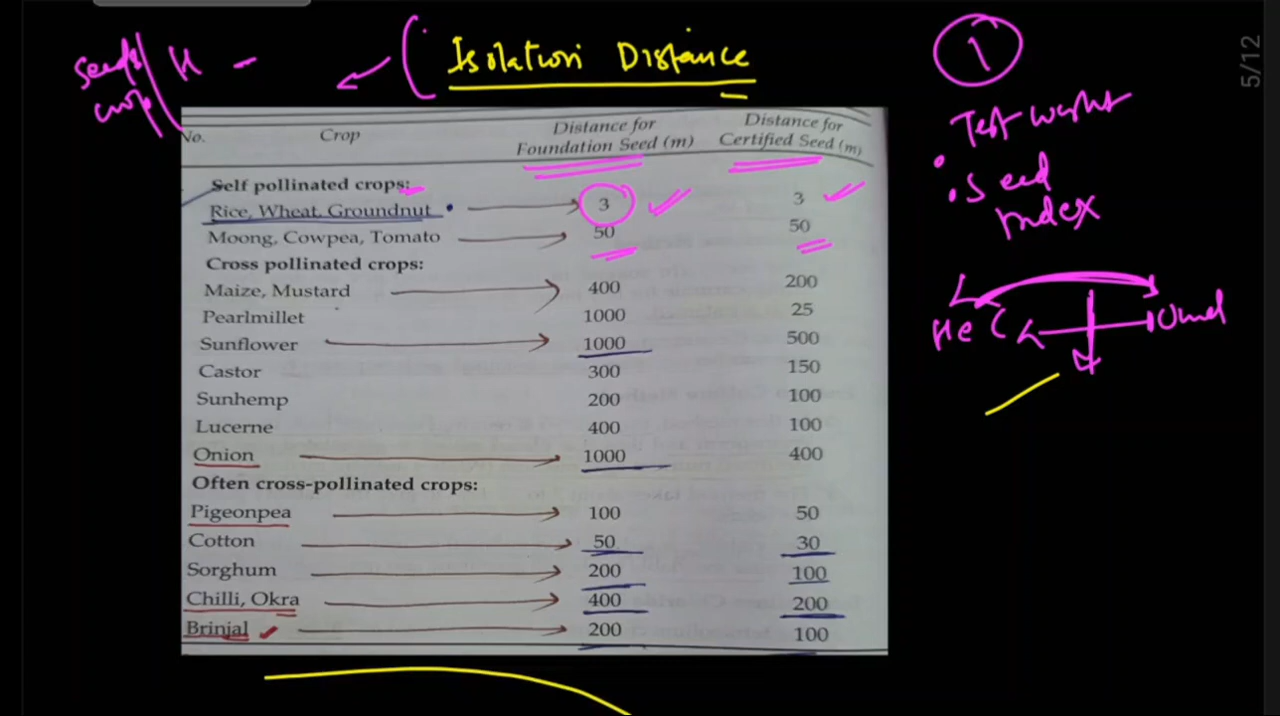 Isolation Distance
seeds/
crop
H -
1
5/12
Test weight
• Seed
Index
No. Crop Distance for Foundation Seed (m) Distance for Certified Seed (m)
Self pollinated crops:
Rice, Wheat, Groundnut 3 3
Moong, Cowpea, Tomato 50 50
Cross pollinated crops:
Maize, Mustard 400 200
Pearlmillet 1000 25
Sunflower 1000 500
Castor 300 150
Sunhemp 200 100
Lucerne 400 100
Onion 1000 400
Often cross-pollinated crops:
Pigeonpea 100 50
Cotton 50 30
Sorghum 200 100
Chilli, Okra 400 200
Brinjal 200 100